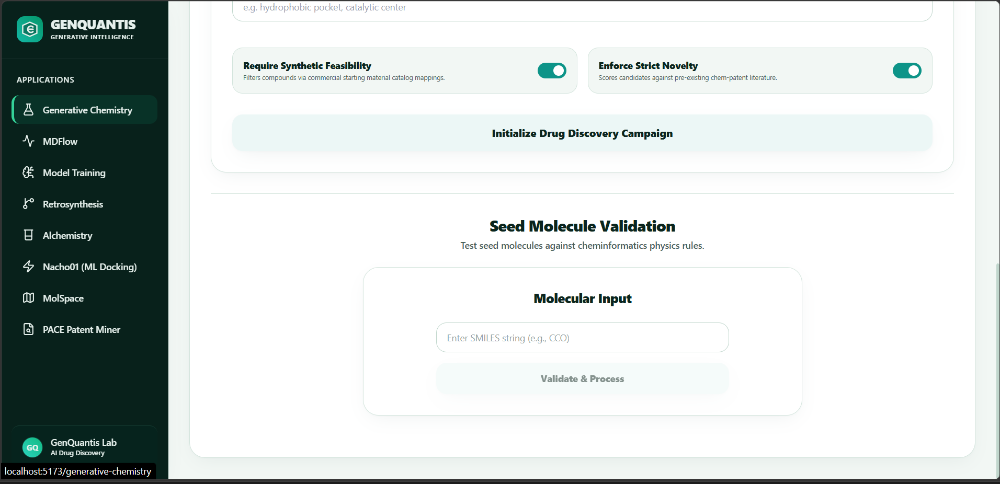 GENQUANTIS
GENERATIVE INTELLIGENCE
APPLICATIONS
Generative Chemistry
MDFlow
Model Training
Retrosynthesis
Alchemistry
Nacho01 (ML Docking)
MolSpace
PACE Patent Miner
GQ
GenQuantis Lab
AI Drug Discovery
localhost:5173/generative-chemistry
e.g. hydrophobic pocket, catalytic center
Require Synthetic Feasibility
Filters compounds via commercial starting material catalog mappings.
Enforce Strict Novelty
Scores candidates against pre-existing chem-patent literature.
Initialize Drug Discovery Campaign
Seed Molecule Validation
Test seed molecules against cheminformatics physics rules.
Molecular Input
Enter SMILES string (e.g., CCO)
Validate & Process